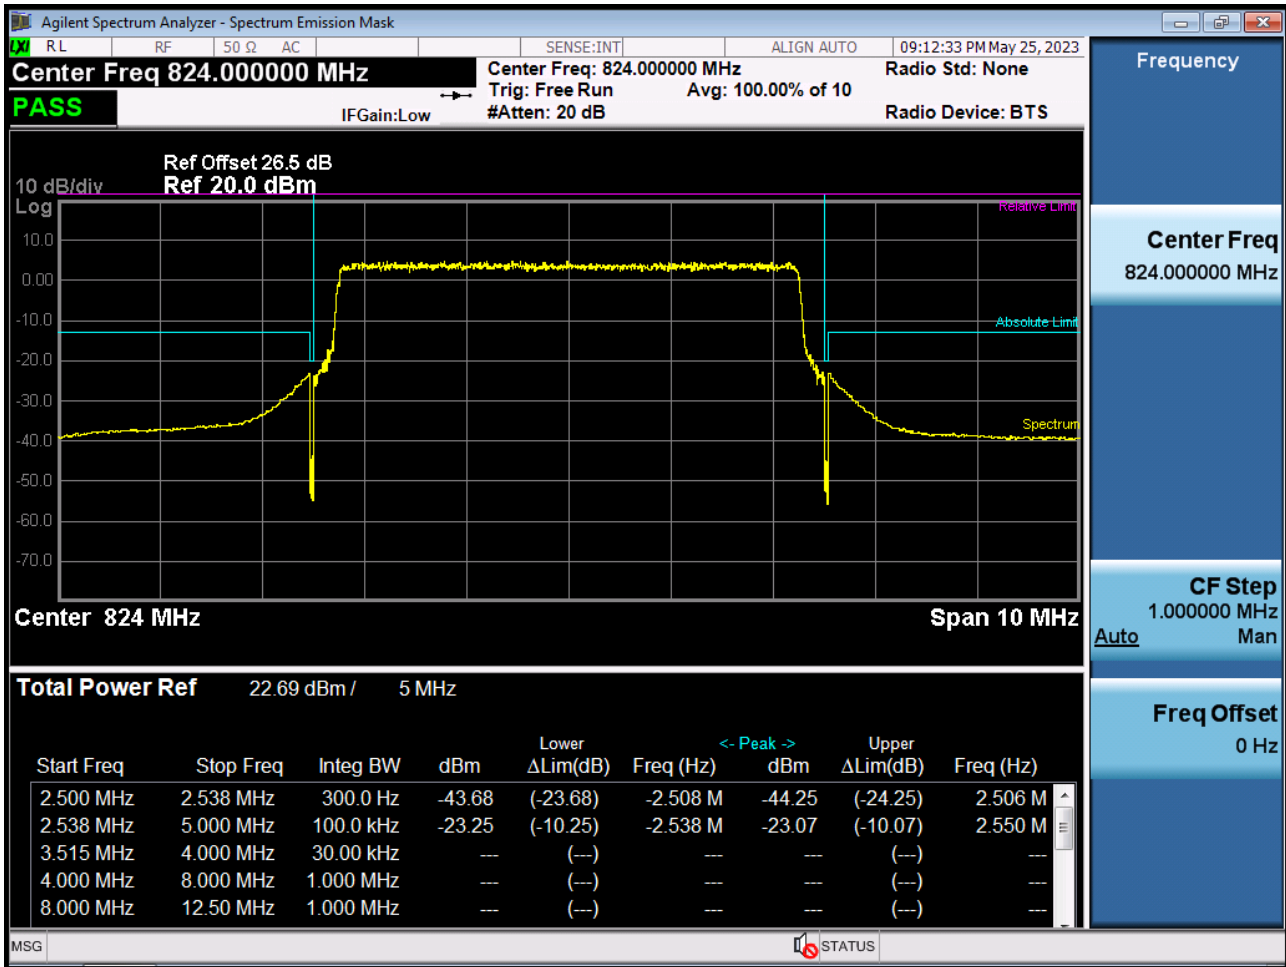 Agilent Spectrum Analyzer - Spectrum Emission Mask
LXI RL RF 50 Ω AC SENSE:INT ALIGN AUTO 09:12:33 PM May 25, 2023
Center Freq 824.000000 MHz
Center Freq: 824.000000 MHz
Radio Std: None
PASS
Trig: Free Run
Avg: 100.00% of 10
IFGain:Low
#Atten: 20 dB
Radio Device: BTS
Ref Offset 26.5 dB
10 dB/div Ref 20.0 dBm
Log
Relative Limit
10.0
0.00
-10.0
Absolute Limit
-20.0
-30.0
Spectrum
-40.0
-50.0
-60.0
-70.0
Center 824 MHz Span 10 MHz
Total Power Ref 22.69 dBm / 5 MHz
Lower <- Peak -> Upper
Start Freq Stop Freq Integ BW dBm ΔLim(dB) Freq (Hz) dBm ΔLim(dB) Freq (Hz)
2.500 MHz 2.538 MHz 300.0 Hz -43.68 (-23.68) -2.508 M -44.25 (-24.25) 2.506 M
2.538 MHz 5.000 MHz 100.0 kHz -23.25 (-10.25) -2.538 M -23.07 (-10.07) 2.550 M
3.515 MHz 4.000 MHz 30.00 kHz --- (---) --- --- (---) ---
4.000 MHz 8.000 MHz 1.000 MHz --- (---) --- --- (---) ---
8.000 MHz 12.50 MHz 1.000 MHz --- (---) --- --- (---) ---
MSG STATUS
Frequency
Center Freq
824.000000 MHz
CF Step
1.000000 MHz
Auto Man
Freq Offset
0 Hz